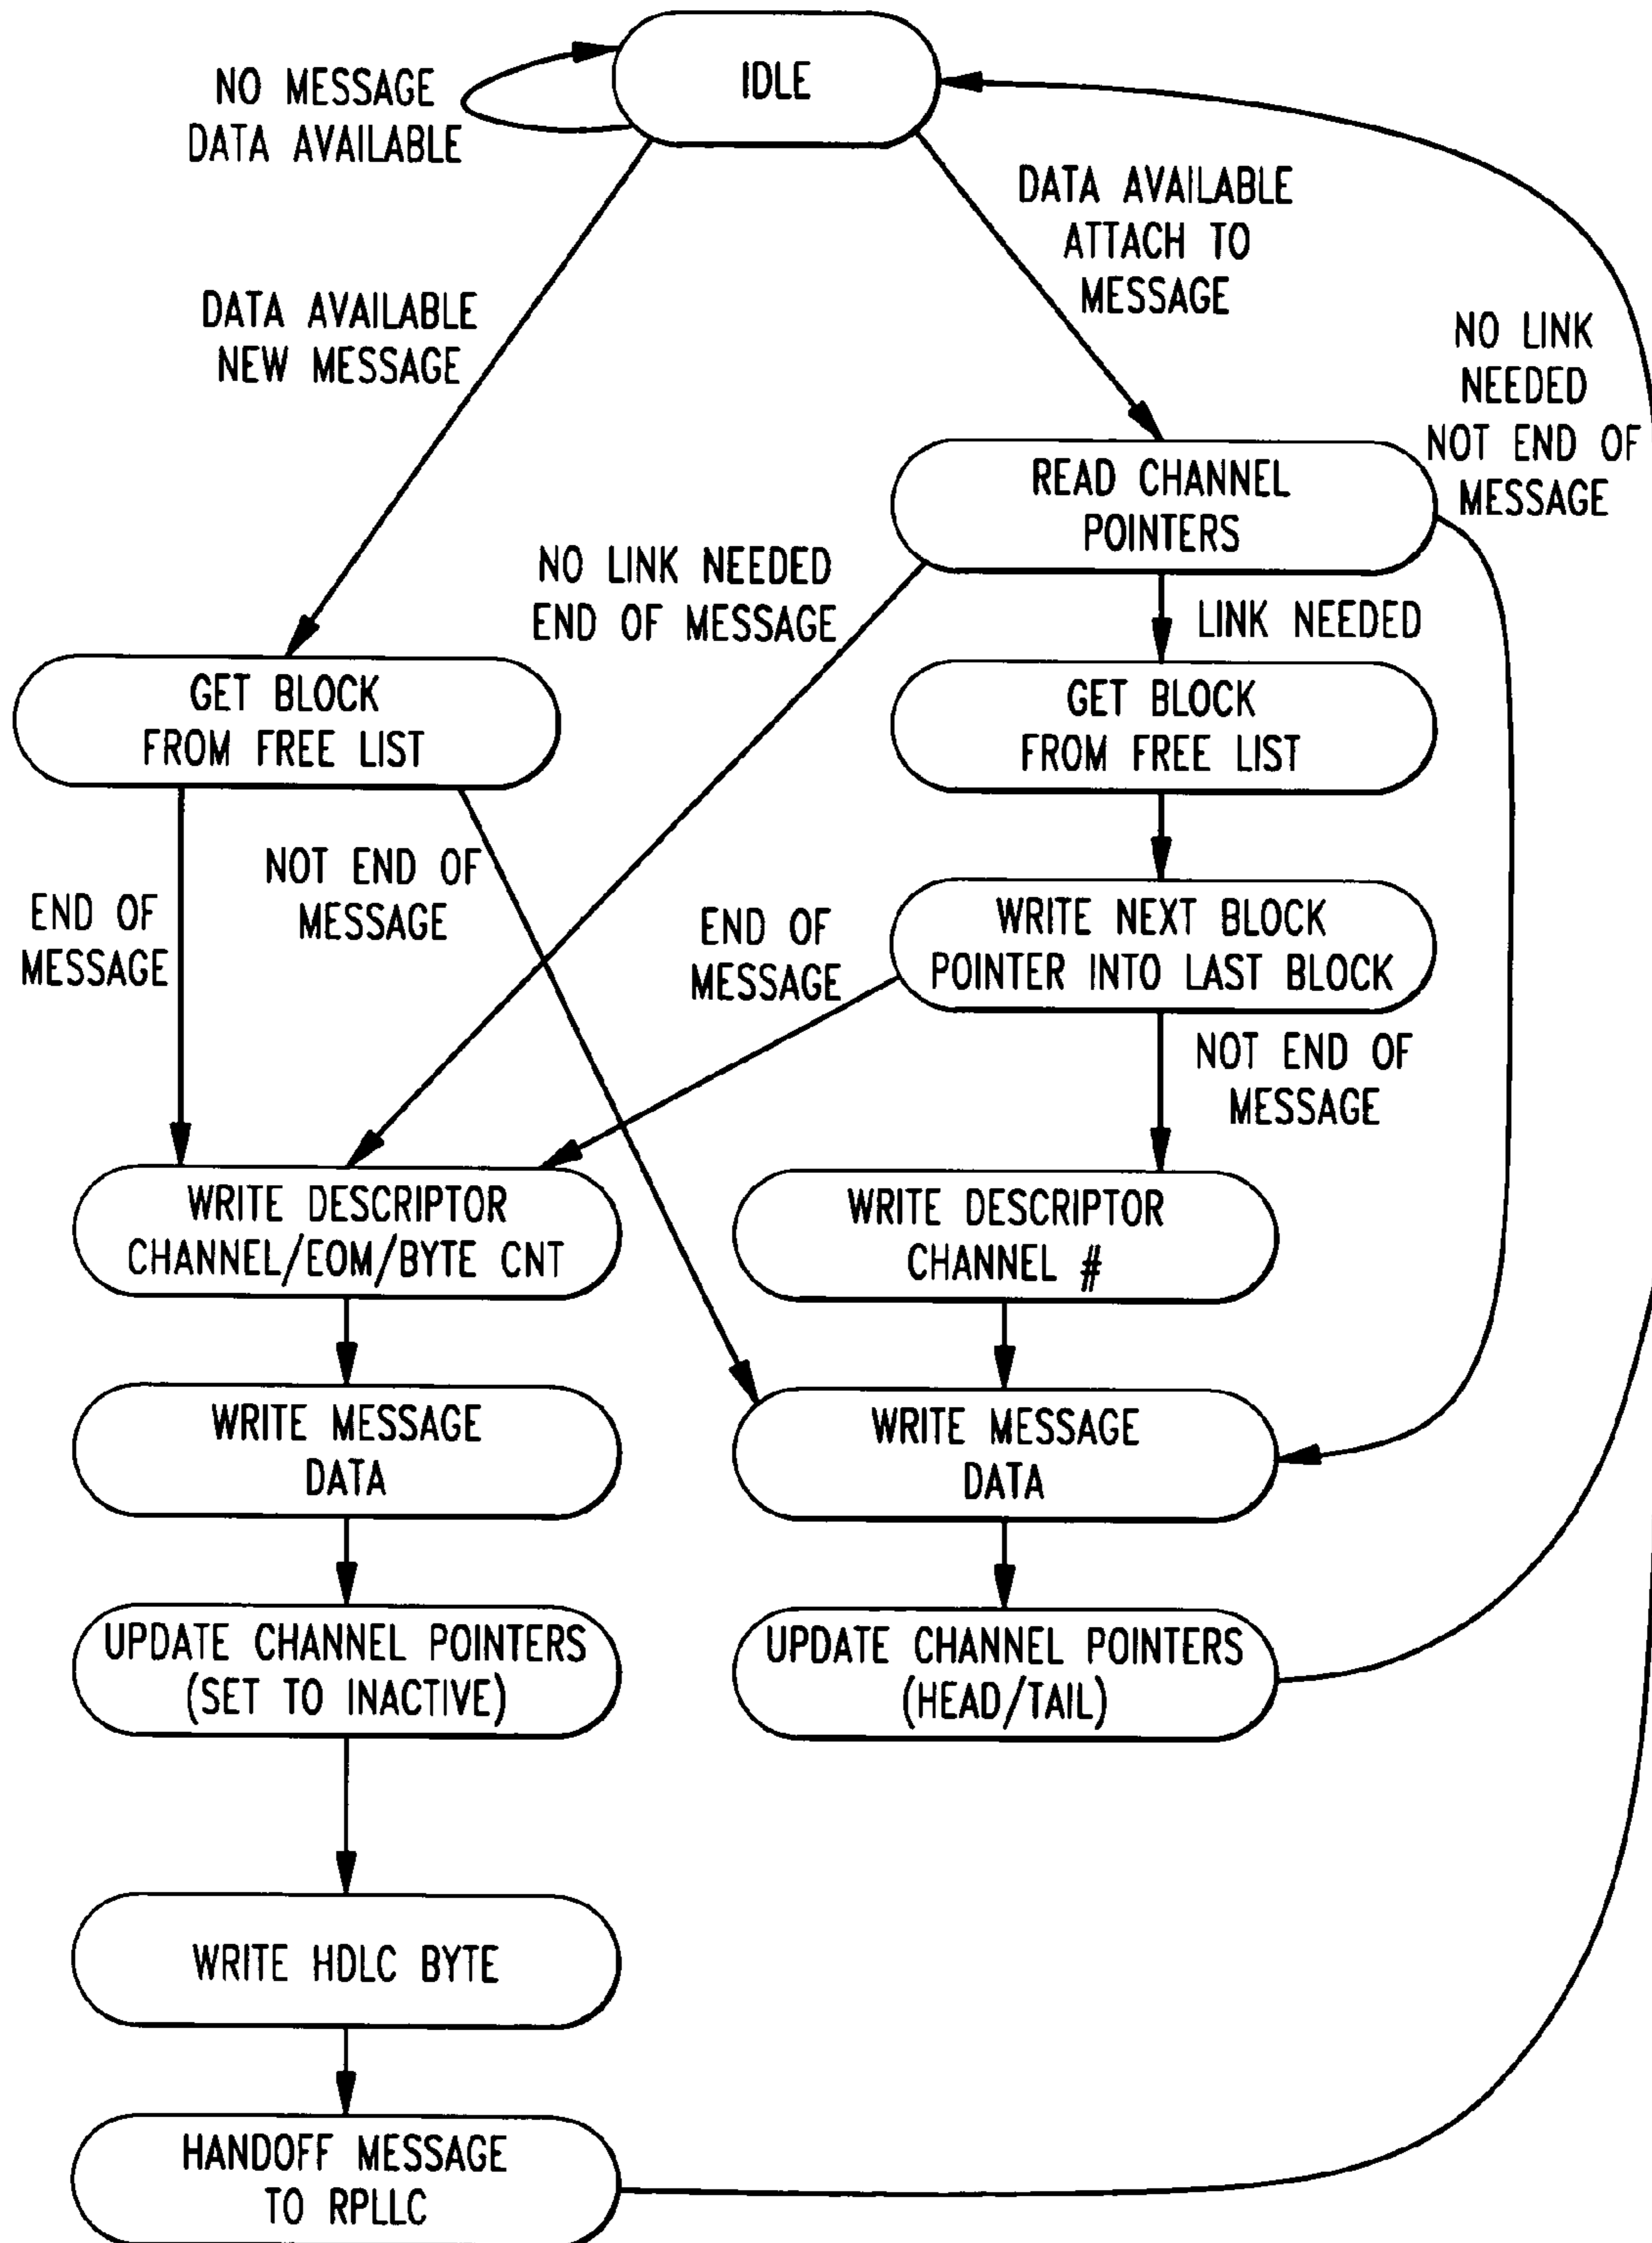 IDLE
NO MESSAGE
DATA AVAILABLE
DATA AVAILABLE
ATTACH TO
MESSAGE
DATA AVAILABLE
NEW MESSAGE
NO LINK
NEEDED
NOT END OF
MESSAGE
READ CHANNEL
POINTERS
NO LINK NEEDED
END OF MESSAGE
LINK NEEDED
GET BLOCK
FROM FREE LIST
GET BLOCK
FROM FREE LIST
NOT END OF
MESSAGE
END OF
MESSAGE
END OF
MESSAGE
WRITE NEXT BLOCK
POINTER INTO LAST BLOCK
NOT END OF
MESSAGE
WRITE DESCRIPTOR
CHANNEL/EOM/BYTE CNT
WRITE DESCRIPTOR
CHANNEL #
WRITE MESSAGE
DATA
WRITE MESSAGE
DATA
UPDATE CHANNEL POINTERS
(SET TO INACTIVE)
UPDATE CHANNEL POINTERS
(HEAD/TAIL)
WRITE HDLC BYTE
HANDOFF MESSAGE
TO RPLLC